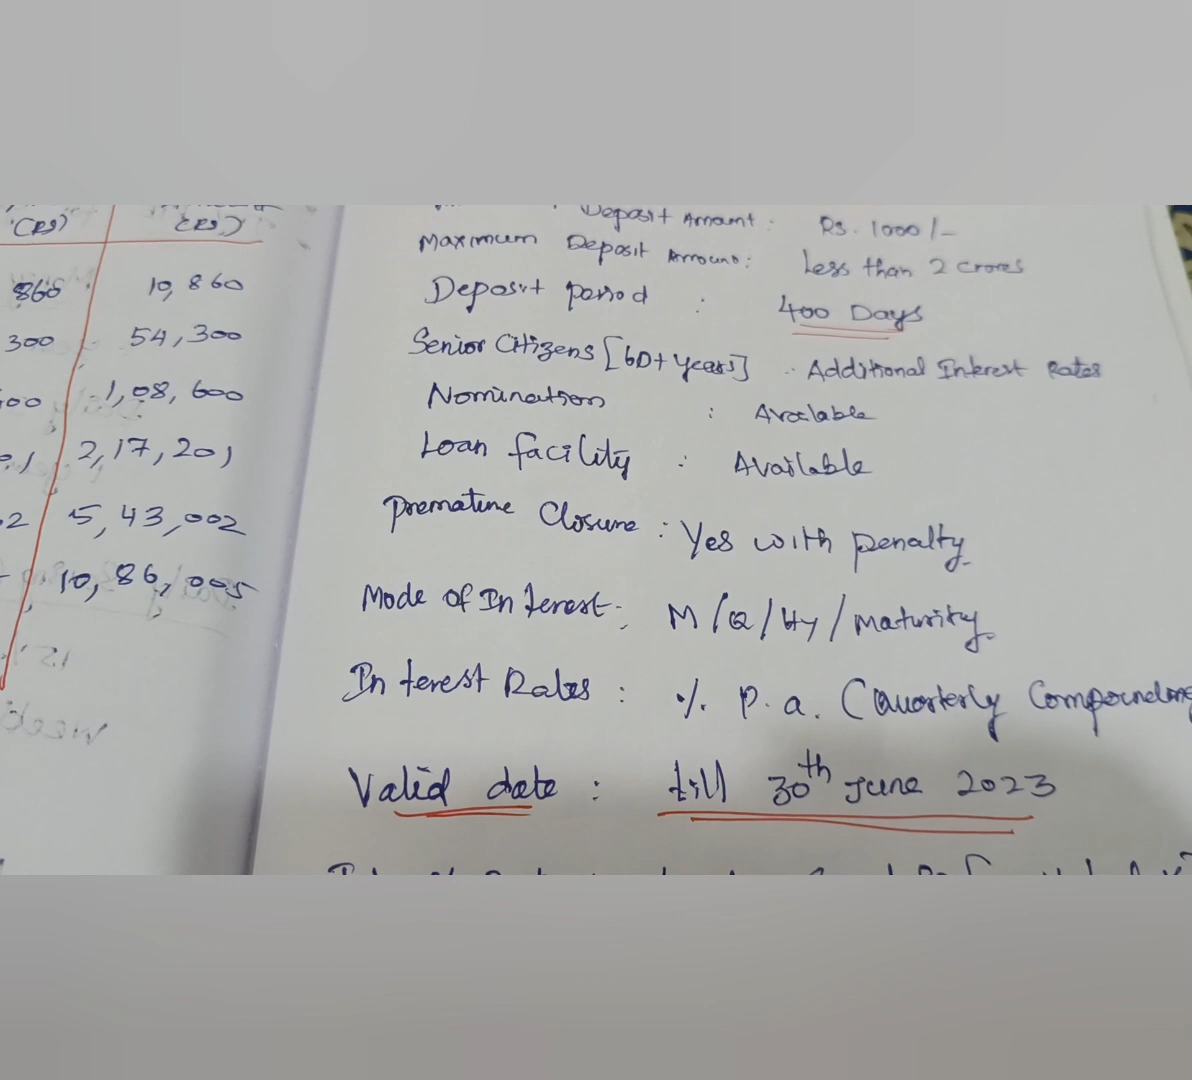 (RS)
(RS)
860
10,860
300
54,300
00
1,08,600
1
2,17,201
2
5,43,002
10,86,005
Deposit Amount : Rs. 1000/-
Maximum Deposit Amount: Less than 2 crores
Deposit period : 400 Days
Senior Citizens [60+ years] : Additional Interest Rates
Nomination : Available
Loan facility : Available
Premature Closure : Yes with penalty
Mode of Interest : M/Q/Hy/Maturity
Interest Rates : % p.a. (Quarterly Compounding
Valid date : till 30th June 2023